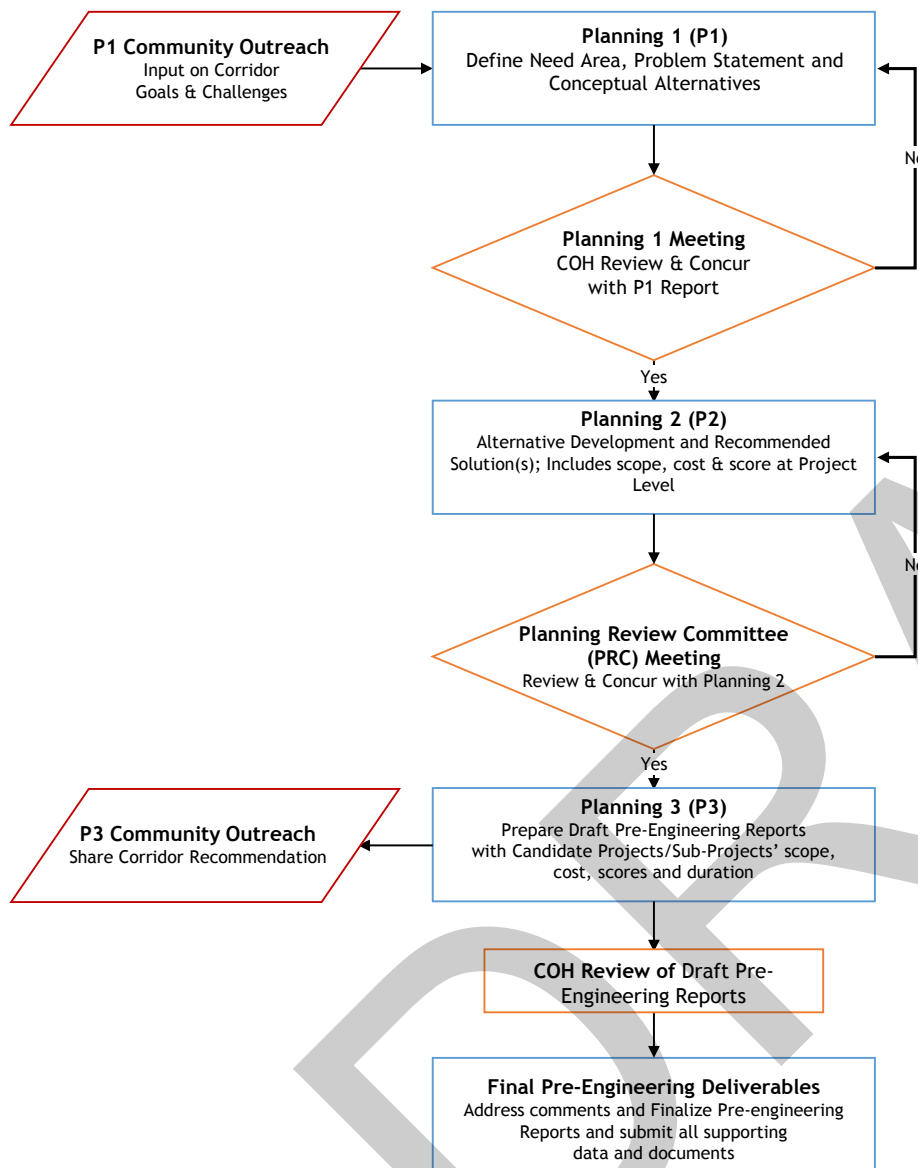 P1 Community Outreach
Input on Corridor
Goals & Challenges
Planning 1 (P1)
Define Need Area, Problem Statement and
Conceptual Alternatives
Planning 1 Meeting
COH Review & Concur
with P1 Report
Yes
Planning 2 (P2)
Alternative Development and Recommended
Solution(s); Includes scope, cost & score at Project
Level
Planning Review Committee
(PRC) Meeting
Review & Concur with Planning 2
Yes
P3 Community Outreach
Share Corridor Recommendation
Planning 3 (P3)
Prepare Draft Pre-Engineering Reports
with Candidate Projects/Sub-Projects’ scope,
cost, scores and duration
COH Review of Draft Pre-
Engineering Reports
Final Pre-Engineering Deliverables
Address comments and Finalize Pre-engineering
Reports and submit all supporting
data and documents